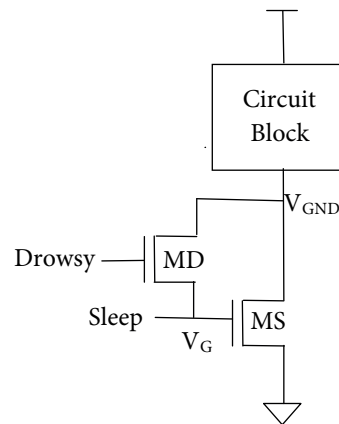 Circuit
Block
VGND
Drowsy
MD
Sleep
MS
VG